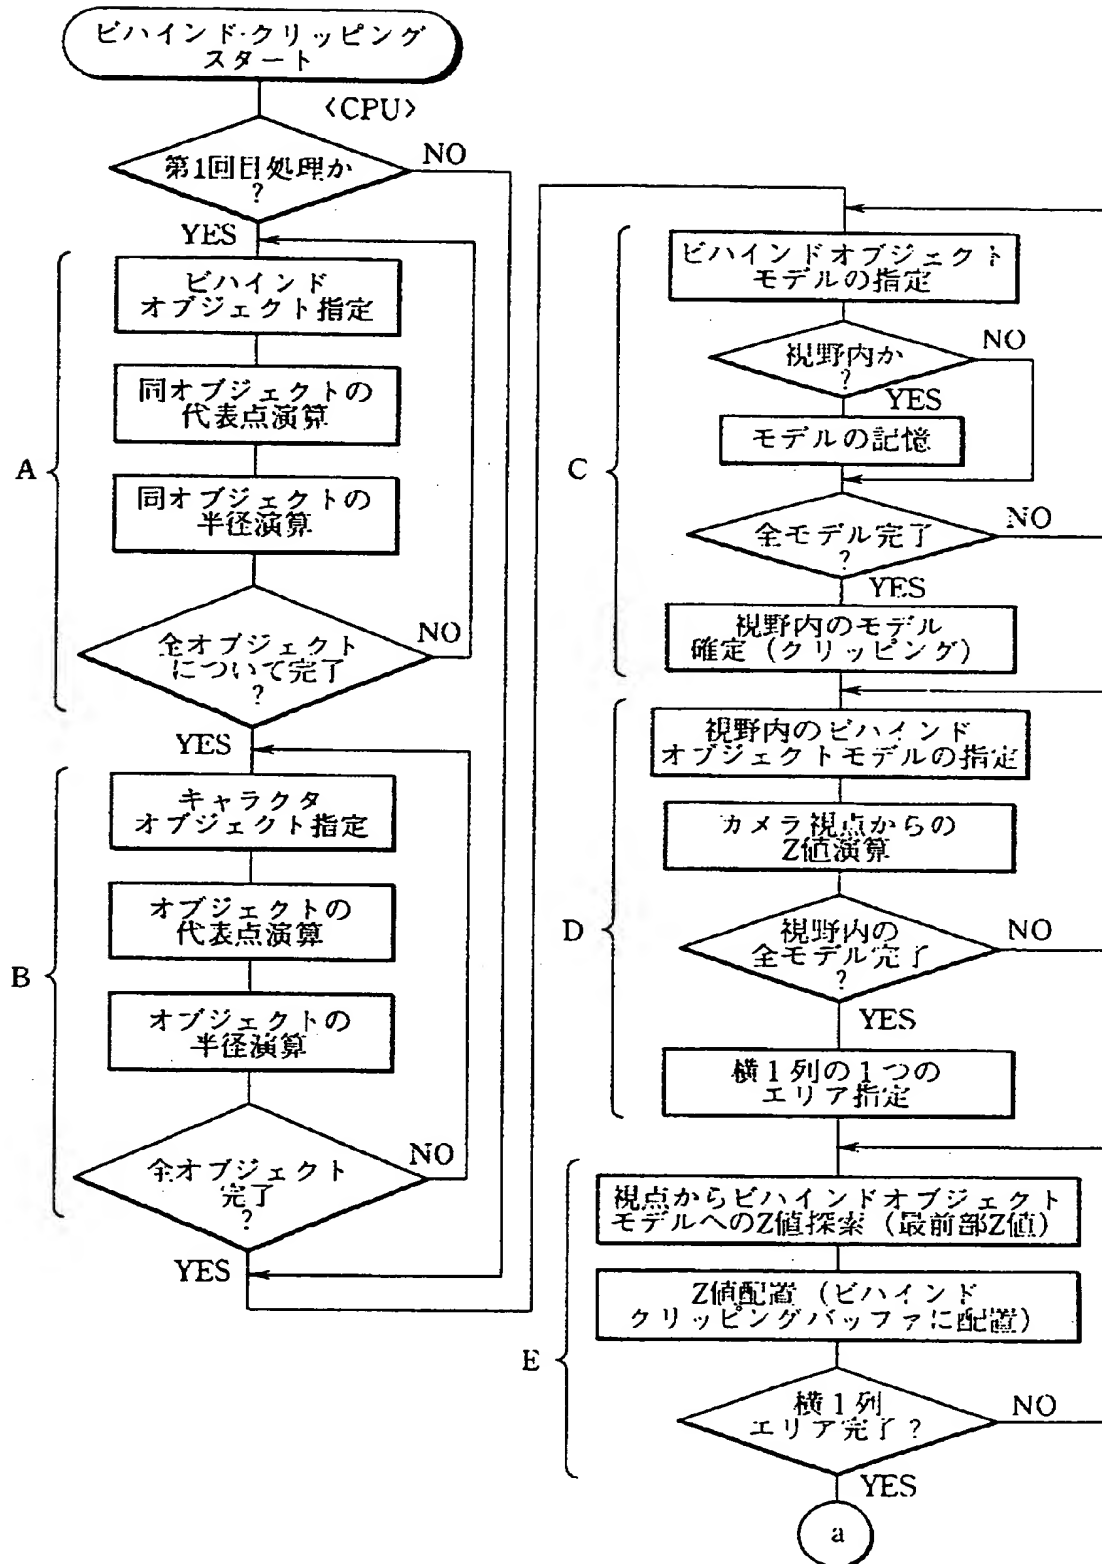 ビハインド・クリッピング
スタート
〈CPU〉
第1回目処理か
?
NO
YES
ビハインド
オブジェクト指定
同オブジェクトの
代表点演算
A
同オブジェクトの
半径演算
全オブジェクト
について完了
?
NO
YES
キャラクタ
オブジェクト指定
オブジェクトの
代表点演算
B
オブジェクトの
半径演算
全オブジェクト
完了
?
NO
YES
ビハインドオブジェクト
モデルの指定
視野内か
?
NO
YES
モデルの記憶
C
全モデル完了
?
NO
YES
視野内のモデル
確定(クリッピング)
視野内のビハインド
オブジェクトモデルの指定
カメラ視点からの
Z値演算
D
視野内の
全モデル完了
?
NO
YES
横1列の1つの
エリア指定
視点からビハインドオブジェクト
モデルへのZ値探索(最前部Z値)
Z値配置(ビハインド
クリッピングバッファに配置)
E
横1列
エリア完了?
NO
YES
a